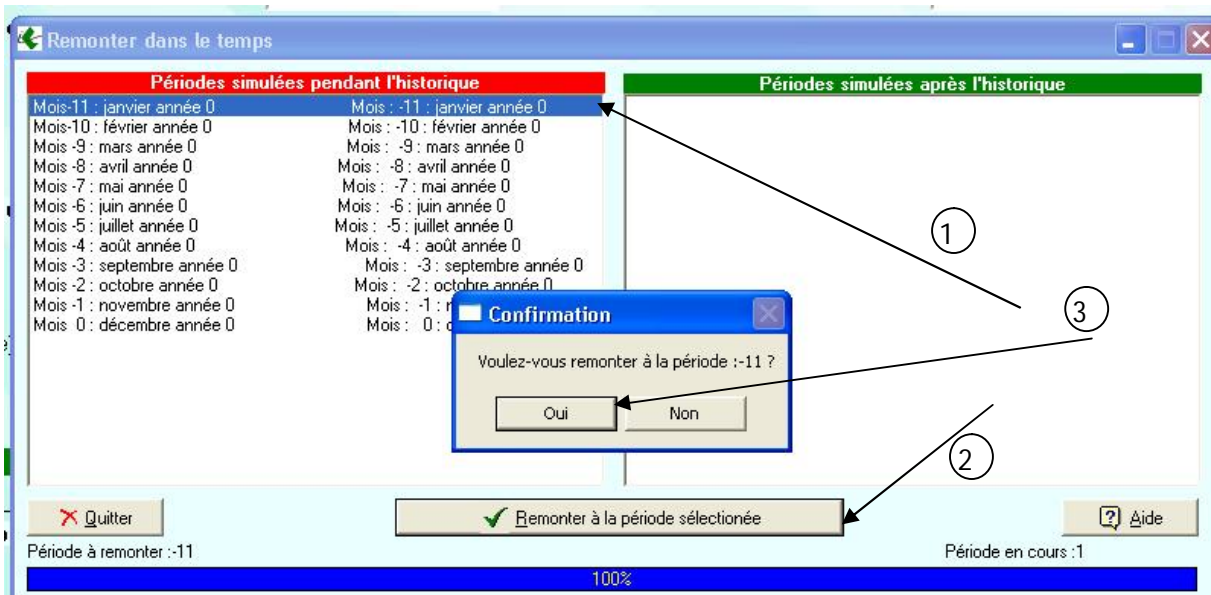 Remonter dans le temps
Périodes simulées pendant l'historique
Périodes simulées après l'historique
Mois-11 : janvier année 0 Mois : -11 : janvier année 0
Mois-10 : février année 0 Mois : -10 : février année 0
Mois -9 : mars année 0 Mois : -9 : mars année 0
Mois -8 : avril année 0 Mois : -8 : avril année 0
Mois -7 : mai année 0 Mois : -7 : mai année 0
Mois -6 : juin année 0 Mois : -6 : juin année 0
Mois -5 : juillet année 0 Mois : -5 : juillet année 0
Mois -4 : août année 0 Mois : -4 : août année 0
Mois -3 : septembre année 0 Mois : -3 : septembre année 0
Mois -2 : octobre année 0 Mois : -2 : octobre année 0
Mois -1 : novembre année 0 Mois : -1 :
Mois 0 : décembre année 0 Mois : 0 :
1
3
2
Confirmation
Voulez-vous remonter à la période :-11 ?
Oui Non
Quitter
Remonter à la période sélectionée
Aide
Période à remonter :-11
Période en cours :1
100%